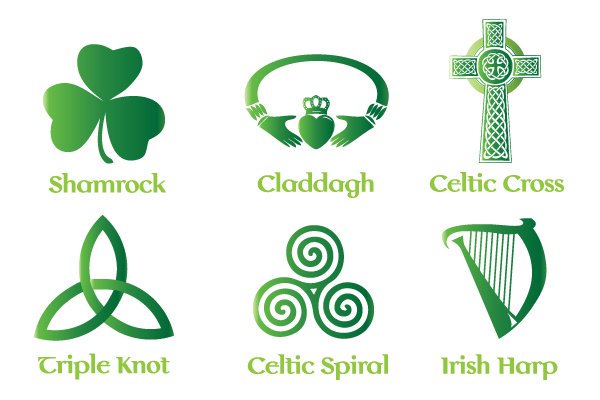 Shamrock
Claddagh
Celtic Cross
Triple Knot
Celtic Spiral
Irish Harp